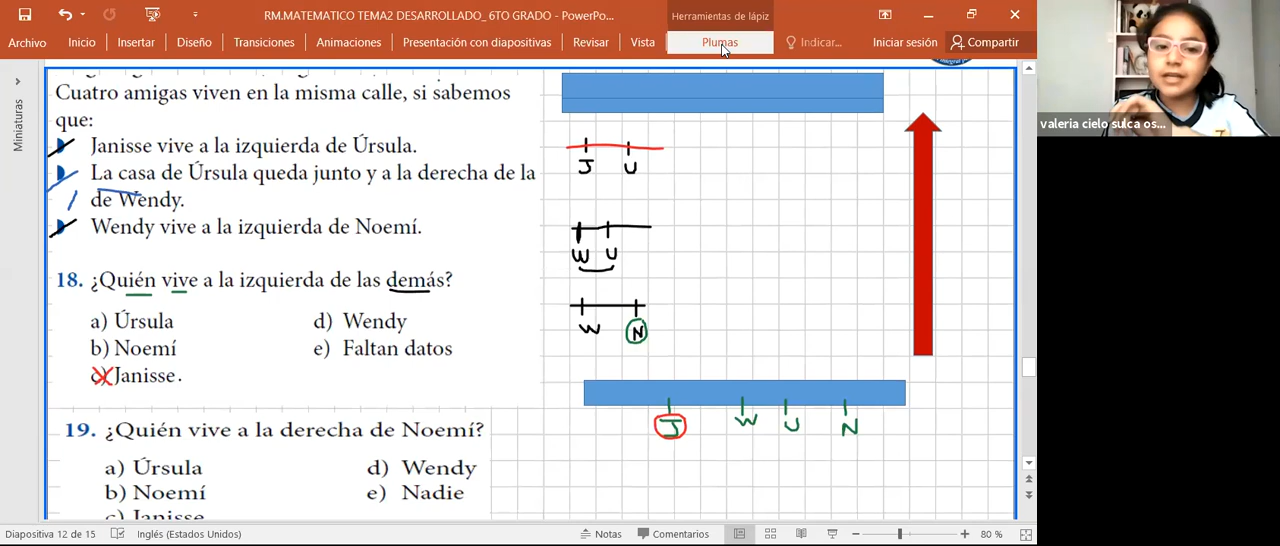 RM.MATEMATICO TEMA2 DESARROLLADO_ 6TO GRADO - PowerPo...
Herramientas de lápiz
Archivo Inicio Insertar Diseño Transiciones Animaciones Presentación con diapositivas Revisar Vista Plumas Indicar... Iniciar sesión Compartir
valeria cielo sulca os...
Miniaturas
Cuatro amigas viven en la misma calle, si sabemos
que:
Janisse vive a la izquierda de Úrsula.
La casa de Úrsula queda junto y a la derecha de la
de Wendy.
Wendy vive a la izquierda de Noemí.
18. ¿Quién vive a la izquierda de las demás?
a) Úrsula
b) Noemí
c) Janisse.
d) Wendy
e) Faltan datos
19. ¿Quién vive a la derecha de Noemí?
a) Úrsula
b) Noemí
c) Janisse
d) Wendy
e) Nadie
J U
W U
W N
J W U N
Diapositiva 12 de 15 Inglés (Estados Unidos) Notas Comentarios 80 %